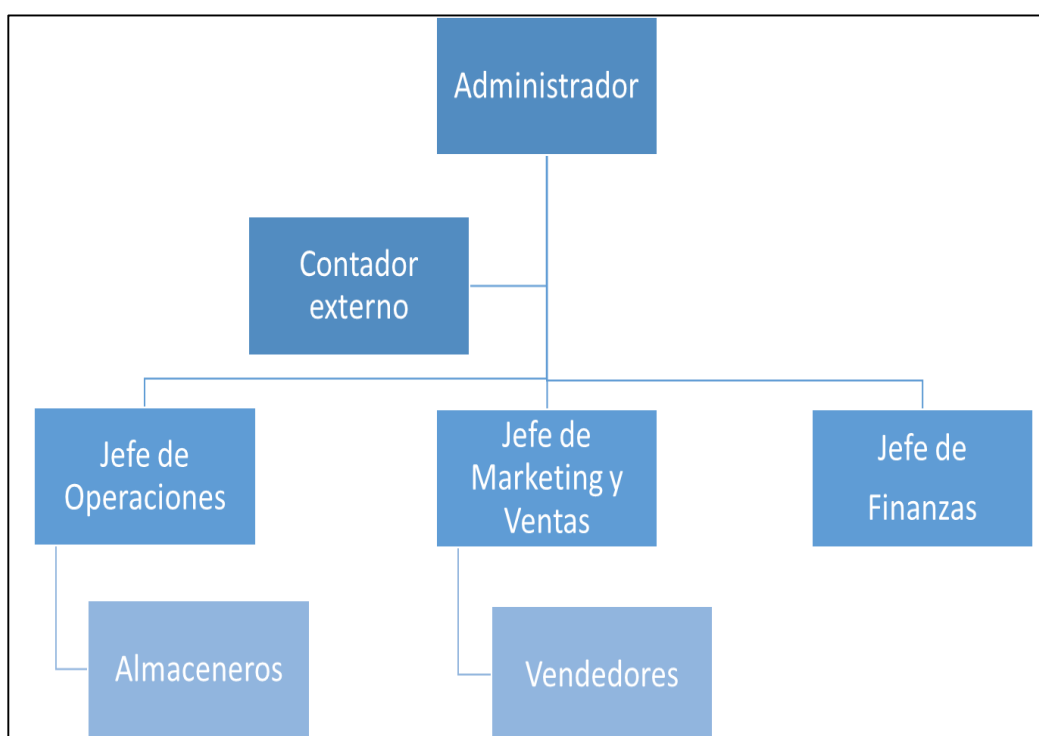 Administrador
Contador
externo
Jefe de
Operaciones
Jefe de
Marketing y
Ventas
Jefe de
Finanzas
Almaceneros
Vendedores